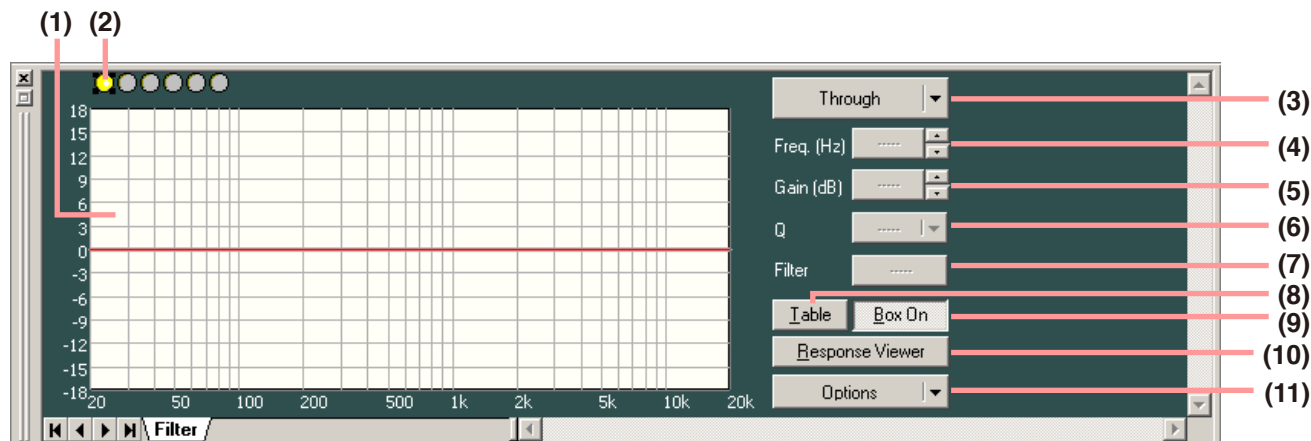 (1) (2)
Through (3)
18
15
12
9
6
3
0
-3
-6
-9
-12
-15
-18
20 50 100 200 500 1k 2k 5k 10k 20k
Freq. (Hz) ----- (4)
Gain (dB) ----- (5)
Q ----- (6)
Filter ----- (7)
(8)
Table Box On (9)
Response Viewer (10)
Options (11)
Filter